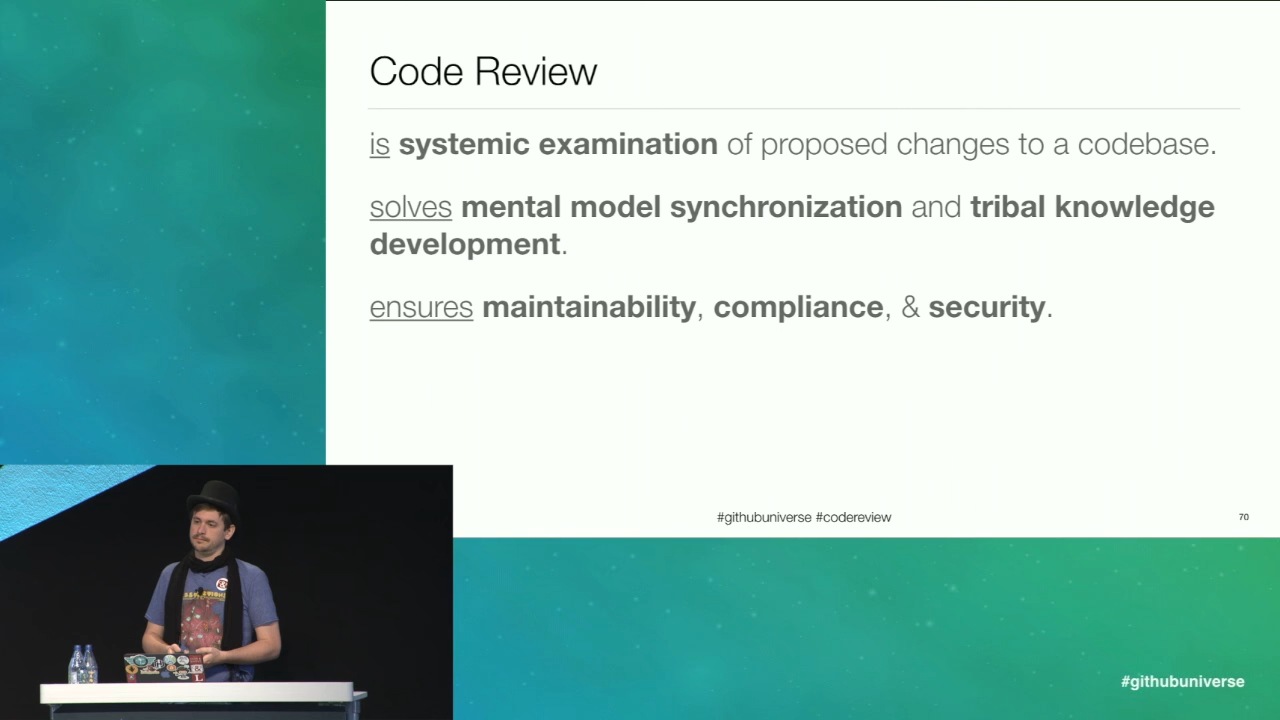 Code Review
is systemic examination of proposed changes to a codebase.
solves mental model synchronization and tribal knowledge
development.
ensures maintainability, compliance, & security.
#githubuniverse #codereview
70
#githubuniverse